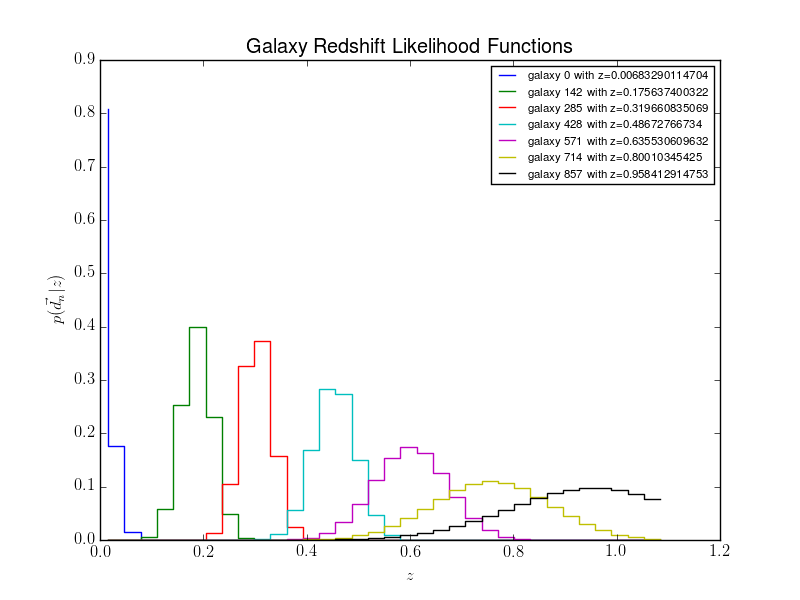 Galaxy Redshift Likelihood Functions
galaxy 0 with z=0.00683290114704
galaxy 142 with z=0.175637400322
galaxy 285 with z=0.319660835069
galaxy 428 with z=0.48672766734
galaxy 571 with z=0.635530609632
galaxy 714 with z=0.80010345425
galaxy 857 with z=0.958412914753
0.9
0.8
0.7
0.6
0.5
0.4
0.3
0.2
0.1
0.0
p(d⃗ₙ|z)
0.0 0.2 0.4 0.6 0.8 1.0 1.2
z